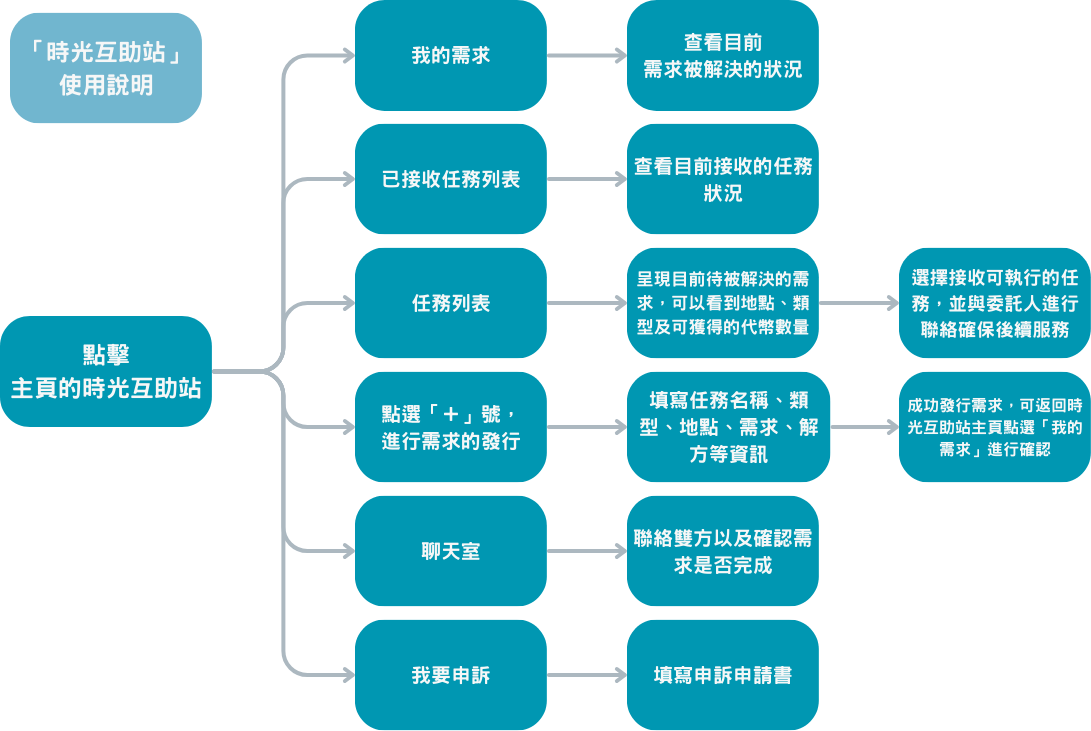 「時光互助站」
使用說明
點擊
主頁的時光互助站
我的需求
查看目前
需求被解決的狀況
已接收任務列表
查看目前接收的任務
狀況
任務列表
呈現目前待被解決的需
求，可以看到地點、類
型及可獲得的代幣數量
選擇接收可執行的任
務，並與委託人進行
聯絡確保後續服務
點選「＋」號，
進行需求的發行
填寫任務名稱、類
型、地點、需求、解
方等資訊
成功發行需求，可返回時
光互助站主頁點選「我的
需求」進行確認
聊天室
聯絡雙方以及確認需
求是否完成
我要申訴
填寫申訴申請書